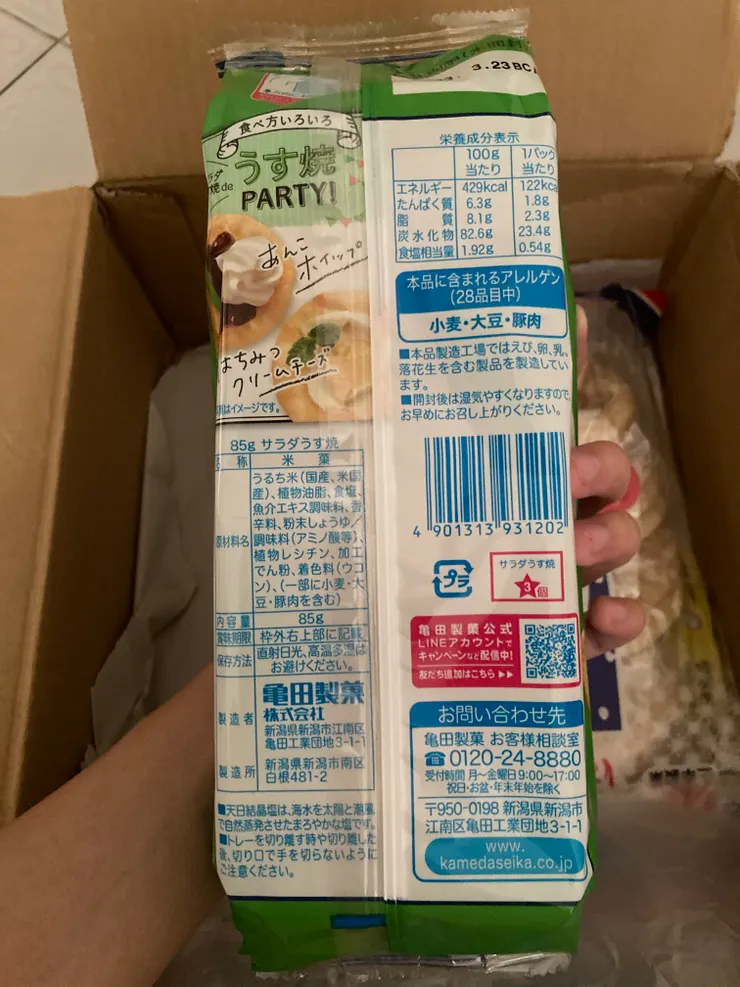 3.23BC
食べ方いろいろ
うす焼
焼de
PARTY!
あんこ
ホイップ
はちみつ
クリームチーズ
はイメージです。
85g サラダうす焼
称 米菓
原材料名 うるち米(国産、米国
産)、植物油脂、食塩、
魚介エキス調味料、香
辛料、粉末しょうゆ/
調味料(アミノ酸等)、
植物レシチン、加工
でん粉、着色料(ウコ
ン)、(一部に小麦・大
豆・豚肉を含む)
内容量 85g
賞味期限 枠外右上部に記載
保存方法 直射日光、高温多湿は
お避けください。
製造者 亀田製菓
株式会社
新潟県新潟市江南区
亀田工業団地3-1-1
製造所 新潟県新潟市南区
白根481-2
■天日結晶塩は、海水を太陽と潮風
で自然蒸発させたまろやかな塩です。
■トレーを切り離す時や切り離した
後、切り口で手を切らないように
ご注意ください。
栄養成分表示
100g当たり 1パック当たり
エネルギー 429kcal 122kcal
たんぱく質 6.3g 1.8g
脂質 8.1g 2.3g
炭水化物 82.6g 23.4g
食塩相当量 1.92g 0.54g
本品に含まれるアレルゲン
(28品目中)
小麦・大豆・豚肉
■本品製造工場ではえび、卵、乳、
落花生を含む製品を製造してい
ます。
■開封後は湿気やすくなりますので、
お早めにお召し上がりください。
4 901313 931202
プラ
サラダうす焼
3個
亀田製菓公式
LINEアカウントで
キャンペーンなど配信中!
友だち追加はこちら▶▶
お問い合わせ先
亀田製菓 お客様相談室
☎0120-24-8880
受付時間 月〜金曜日9:00〜17:00
祝日・お盆・年末年始を除く
〒950-0198 新潟県新潟市
江南区亀田工業団地3-1-1
www.
kamedaseika.co.jp